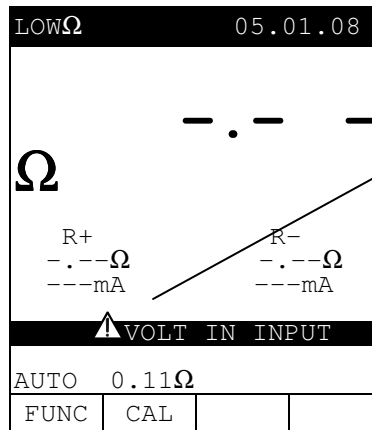 LOWΩ 05.01.08
-.- -
Ω
R+ R-
-.--Ω -.--Ω
---mA ---mA
VOLT IN INPUT
AUTO 0.11Ω
FUNC CAL